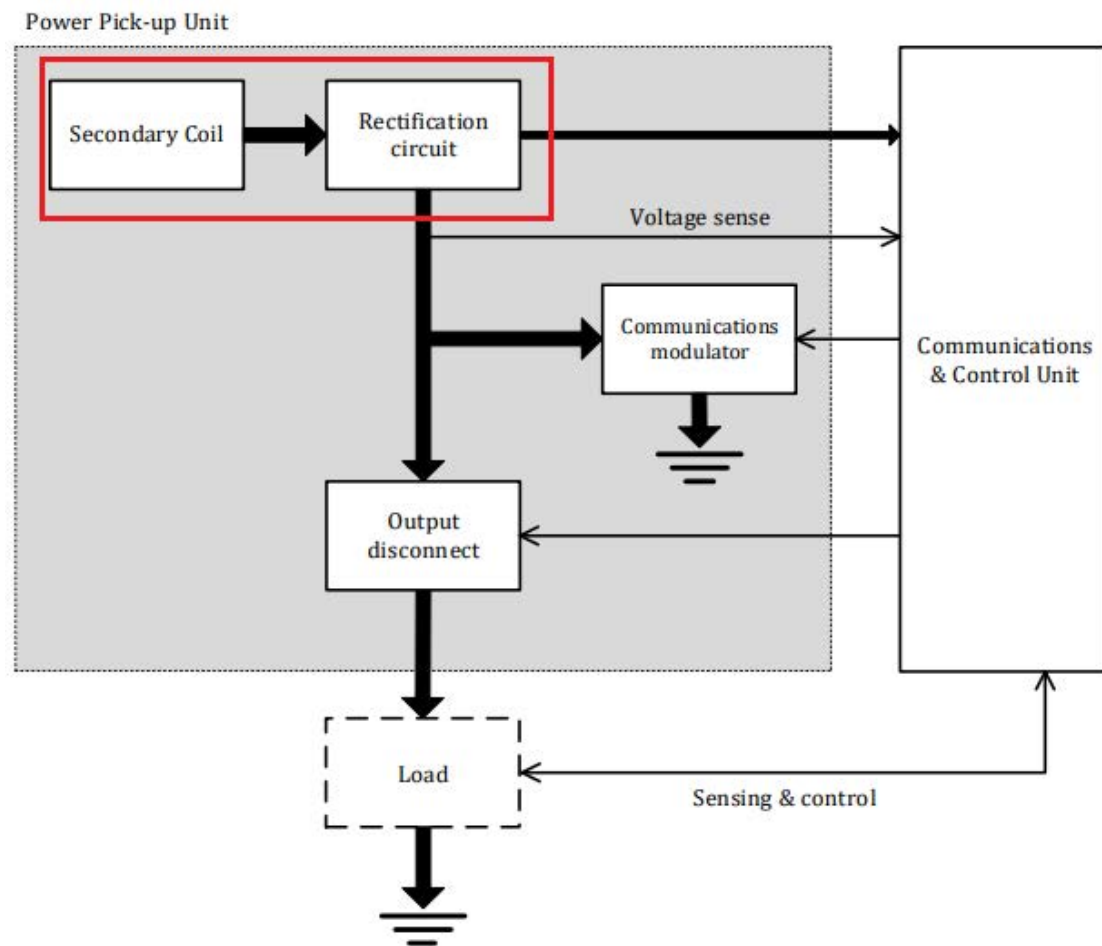 Power Pick-up Unit
Secondary Coil
Rectification
circuit
Voltage sense
Communications
modulator
Communications
& Control Unit
Output
disconnect
Load
Sensing & control